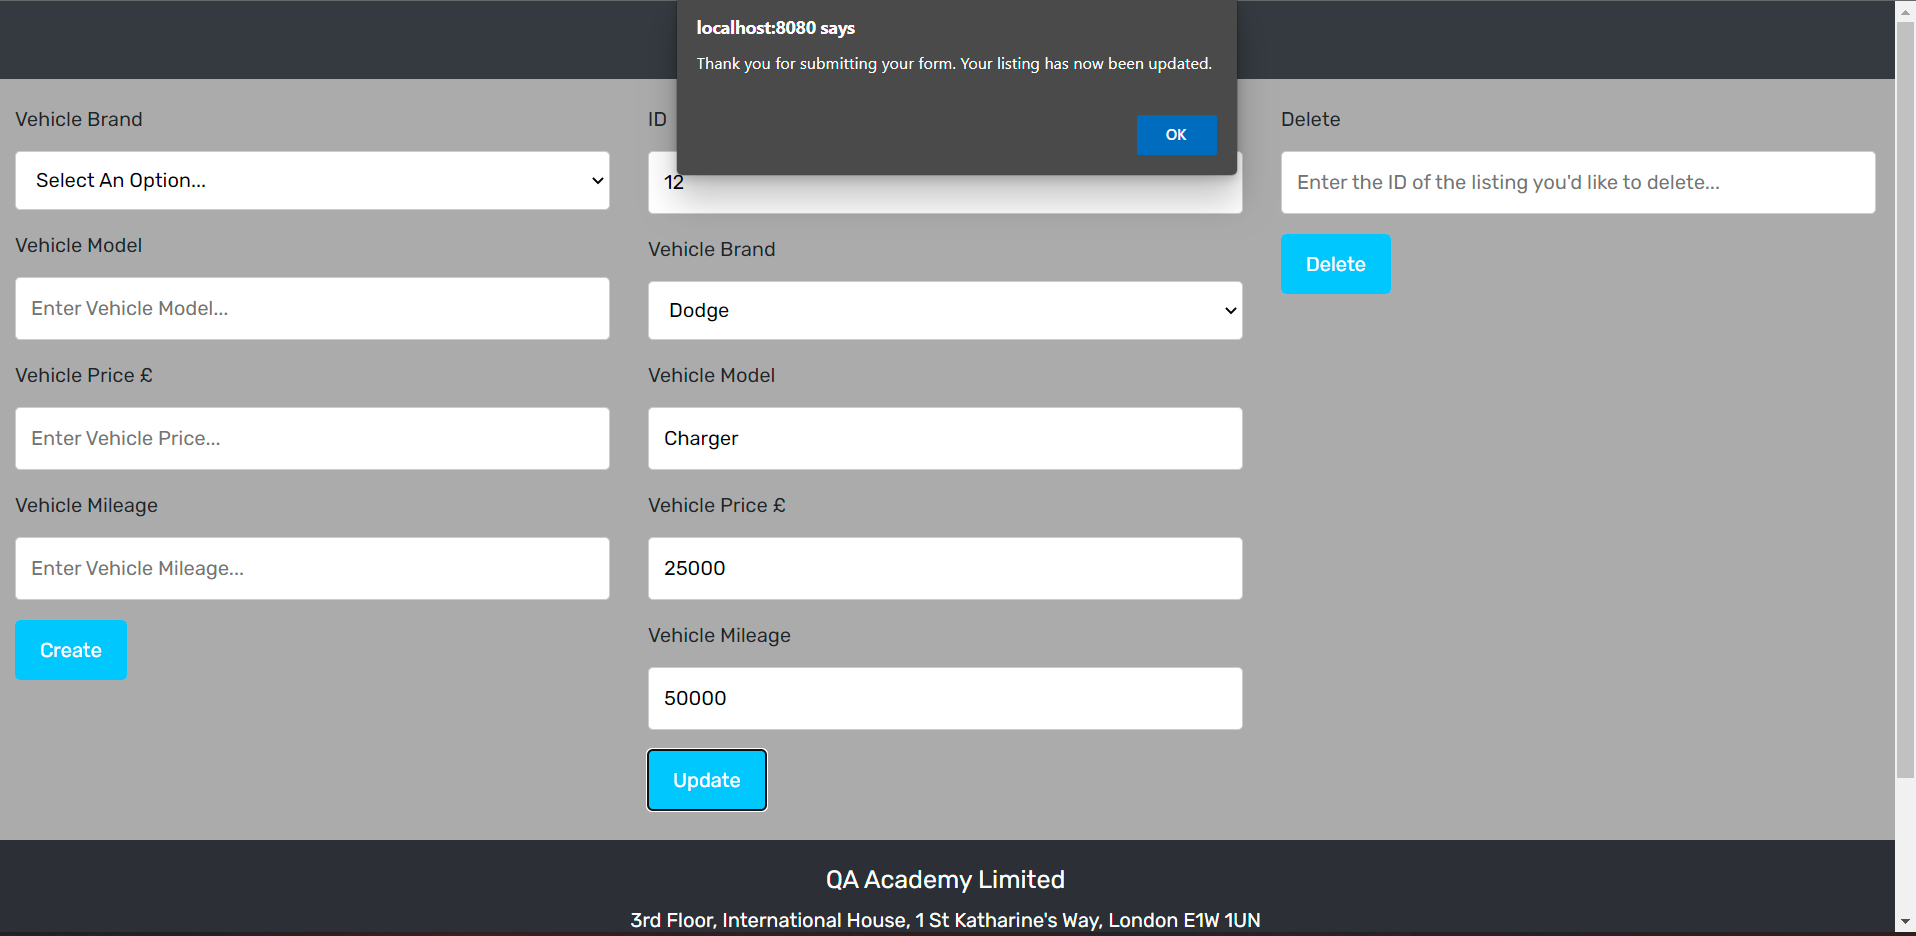 localhost:8080 says
Thank you for submitting your form. Your listing has now been updated.
OK
Vehicle Brand
Select An Option...
Vehicle Model
Enter Vehicle Model...
Vehicle Price £
Enter Vehicle Price...
Vehicle Mileage
Enter Vehicle Mileage...
Create
ID
12
Vehicle Brand
Dodge
Vehicle Model
Charger
Vehicle Price £
25000
Vehicle Mileage
50000
Update
Delete
Enter the ID of the listing you'd like to delete...
Delete
QA Academy Limited
3rd Floor, International House, 1 St Katharine's Way, London E1W 1UN